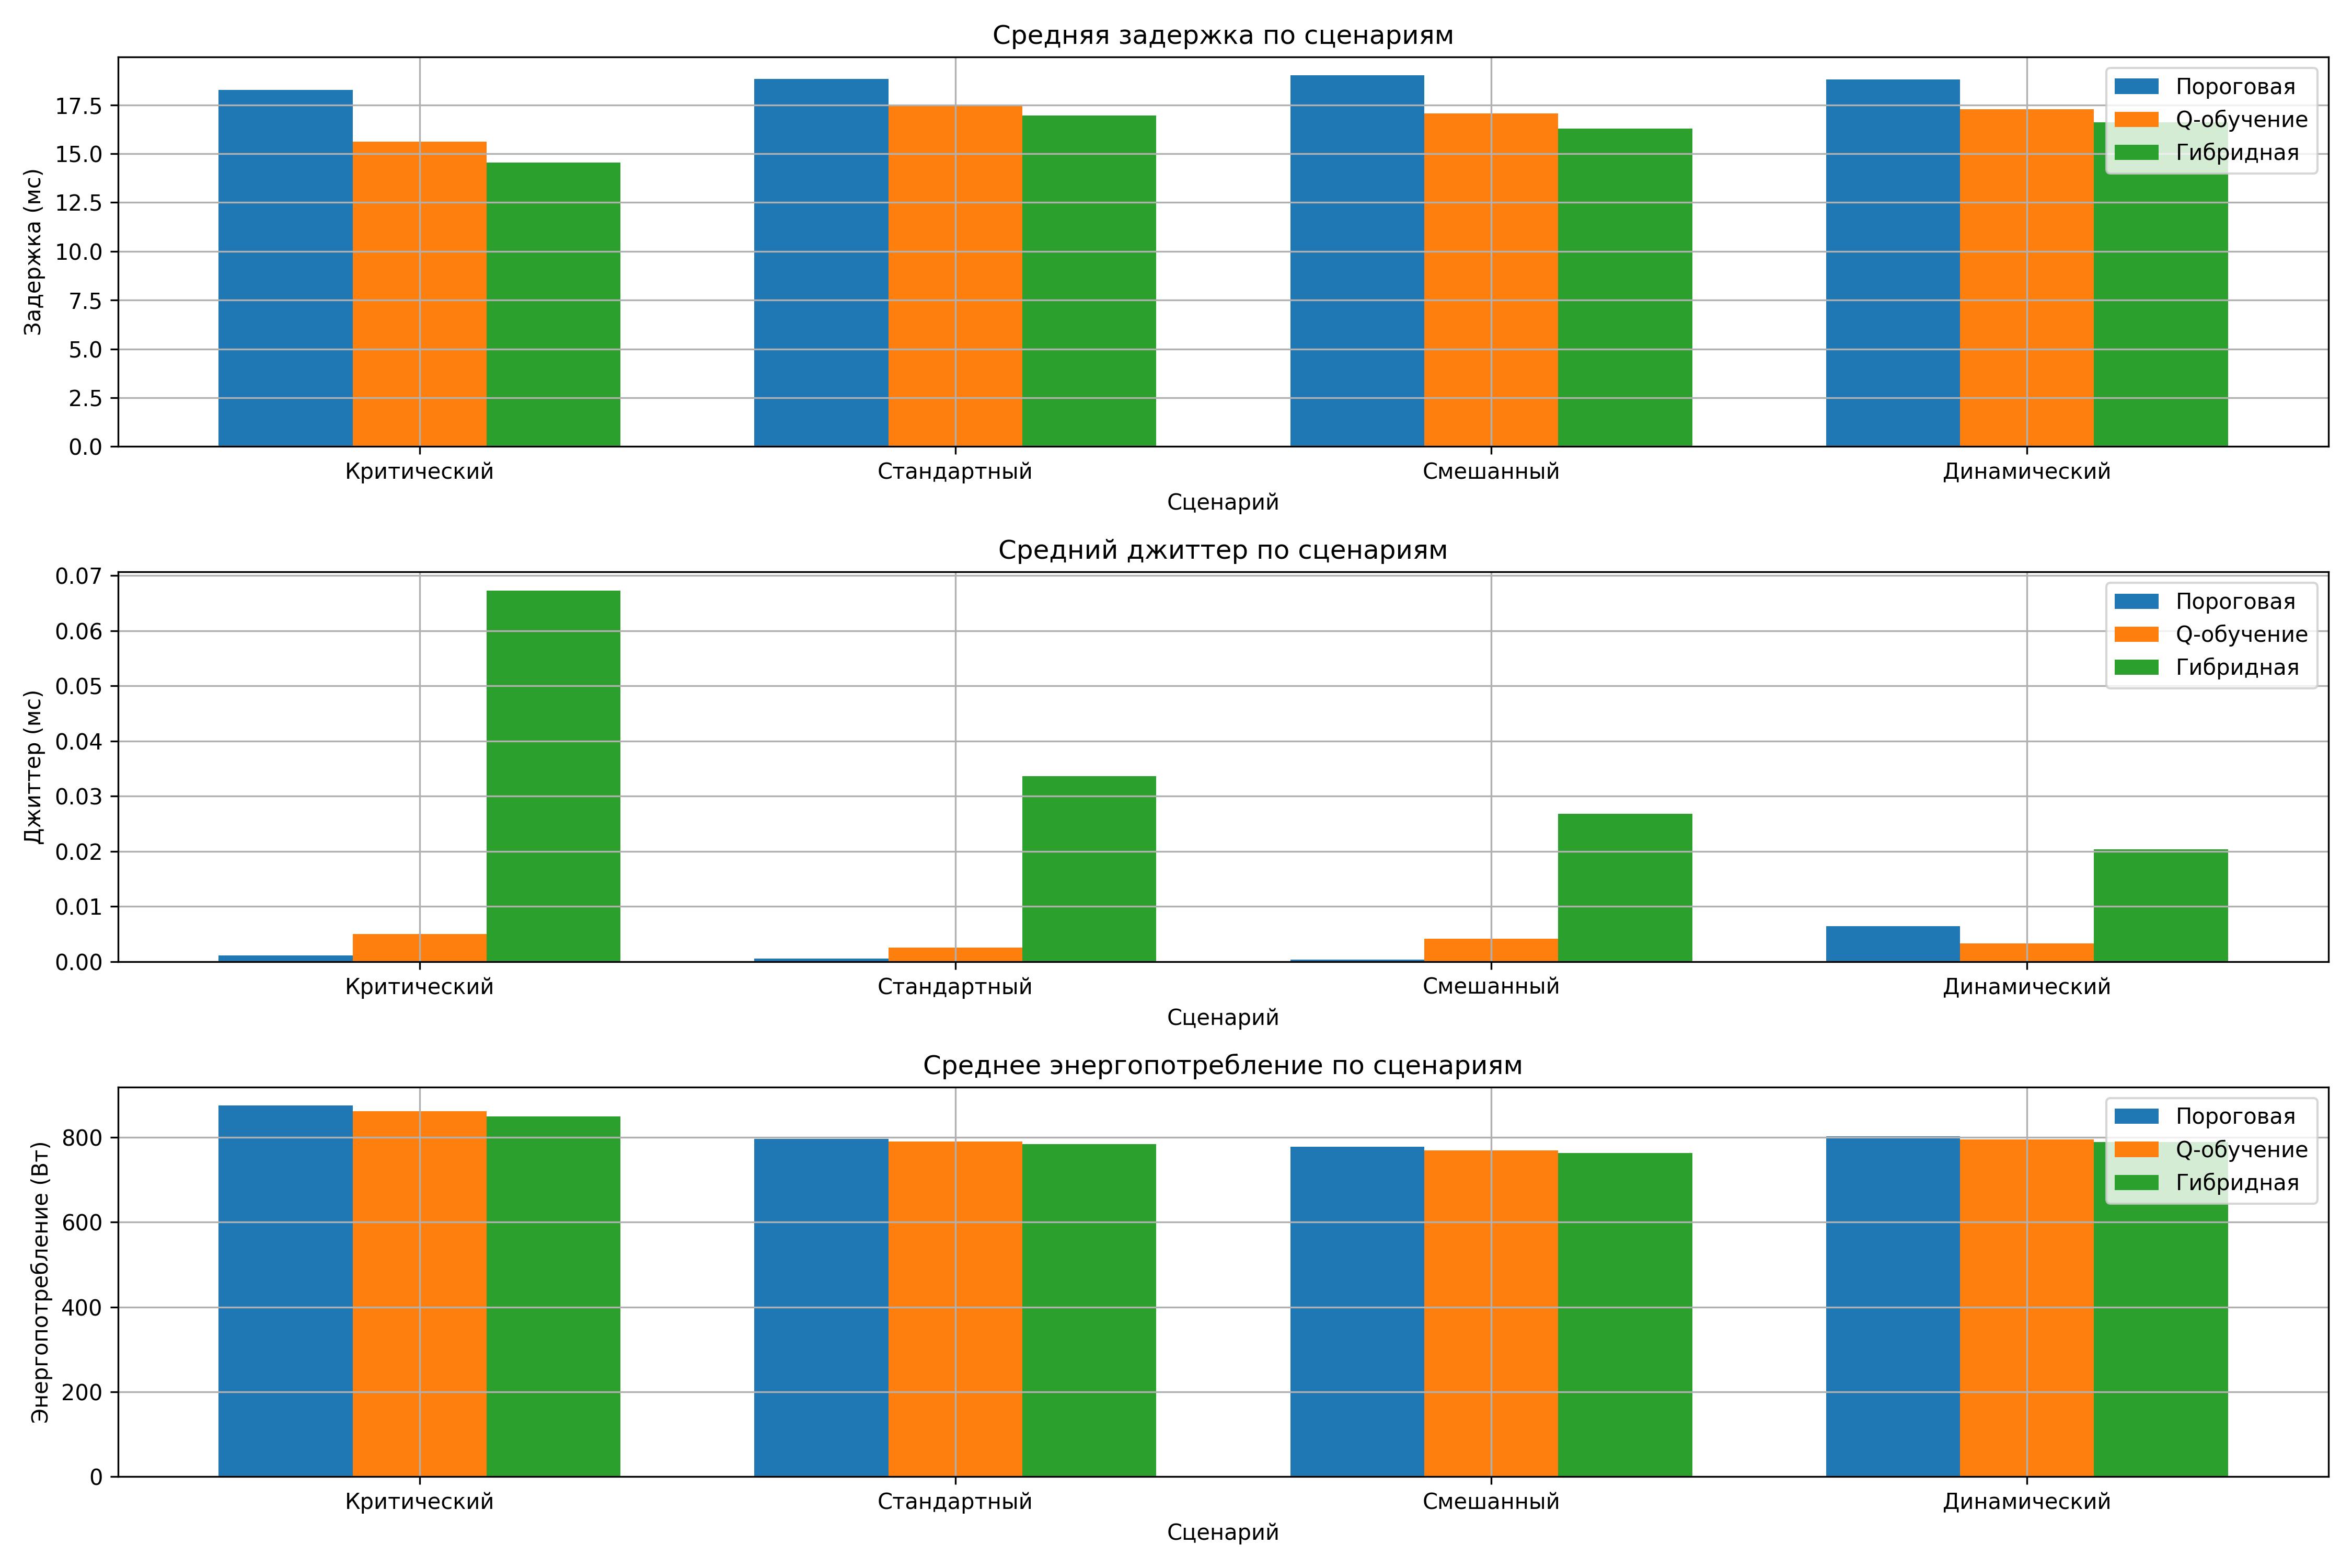 Средняя задержка по сценариям
Задержка (мс)
17.5
15.0
12.5
10.0
7.5
5.0
2.5
0.0
Пороговая
Q-обучение
Гибридная
Критический
Стандартный
Смешанный
Динамический
Сценарий
Средний джиттер по сценариям
Джиттер (мс)
0.07
0.06
0.05
0.04
0.03
0.02
0.01
0.00
Пороговая
Q-обучение
Гибридная
Критический
Стандартный
Смешанный
Динамический
Сценарий
Среднее энергопотребление по сценариям
Энергопотребление (Вт)
800
600
400
200
0
Пороговая
Q-обучение
Гибридная
Критический
Стандартный
Смешанный
Динамический
Сценарий